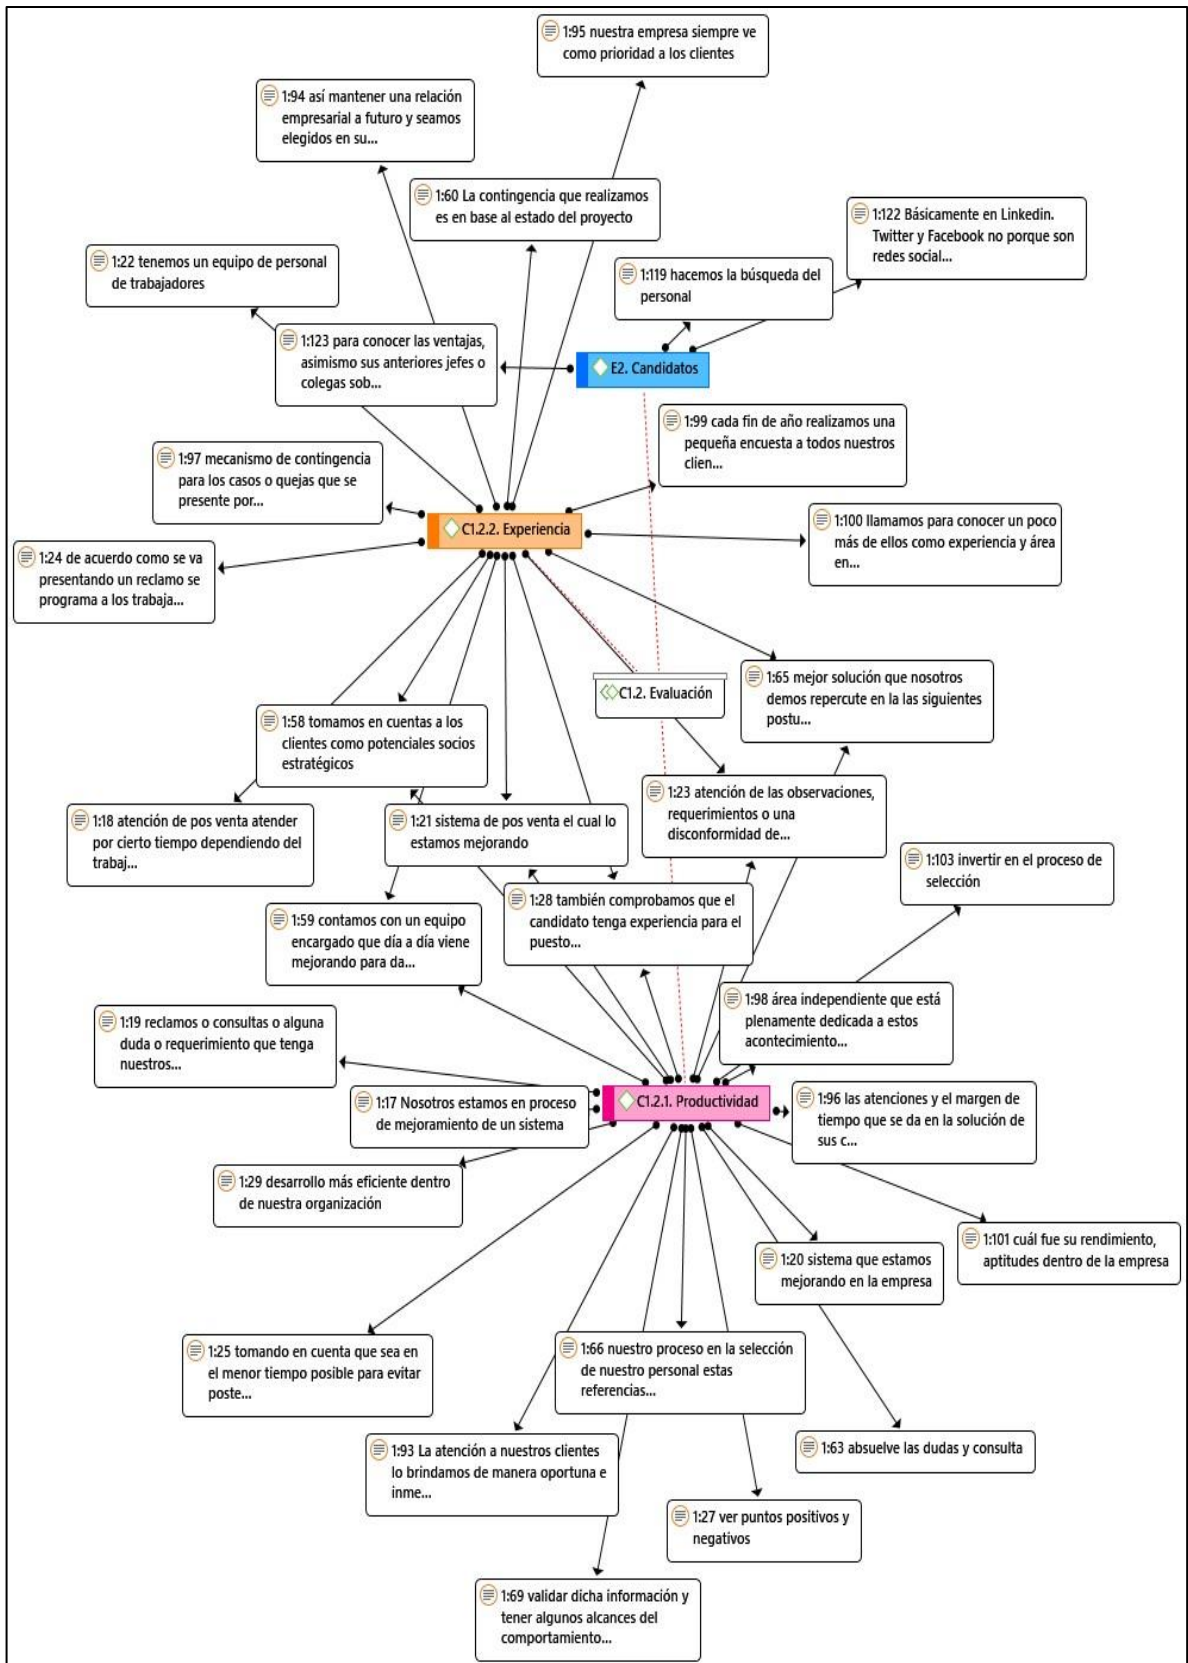 1:95 nuestra empresa siempre ve
como prioridad a los clientes
1:94 así mantener una relación
empresarial a futuro y seamos
elegidos en su...
1:60 La contingencia que realizamos
es en base al estado del proyecto
1:122 Básicamente en Linkedin.
Twitter y Facebook no porque son
redes social...
1:22 tenemos un equipo de personal
de trabajadores
1:119 hacemos la búsqueda del
personal
1:123 para conocer las ventajas,
asimismo sus anteriores jefes o
colegas sob...
E2. Candidatos
1:99 cada fin de año realizamos una
pequeña encuesta a todos nuestros
clien...
1:97 mecanismo de contingencia
para los casos o quejas que se
presente por...
C1.2.2. Experiencia
1:100 llamamos para conocer un poco
más de ellos como experiencia y área
en...
1:24 de acuerdo como se va
presentando un reclamo se
programa a los trabaja...
C1.2. Evaluación
1:65 mejor solución que nosotros
demos repercute en la las siguientes
postu...
1:58 tomamos en cuentas a los
clientes como potenciales socios
estratégicos
1:23 atención de las observaciones,
requerimientos o una
disconformidad de...
1:18 atención de pos venta atender
por cierto tiempo dependiendo del
trabaj...
1:21 sistema de pos venta el cual lo
estamos mejorando
1:103 invertir en el proceso de
selección
1:28 también comprobamos que el
candidato tenga experiencia para el
puesto...
1:59 contamos con un equipo
encargado que día a día viene
mejorando para da...
1:98 área independiente que está
plenamente dedicada a estos
acontecimiento...
1:19 reclamos o consultas o alguna
duda o requerimiento que tenga
nuestros...
1:17 Nosotros estamos en proceso
de mejoramiento de un sistema
C1.2.1. Productividad
1:96 las atenciones y el margen de
tiempo que se da en la solución de
sus c...
1:29 desarrollo más eficiente dentro
de nuestra organización
1:101 cuál fue su rendimiento,
aptitudes dentro de la empresa
1:20 sistema que estamos
mejorando en la empresa
1:25 tomando en cuenta que sea en
el menor tiempo posible para evitar
poste...
1:66 nuestro proceso en la selección
de nuestro personal estas
referencias...
1:93 La atención a nuestros clientes
lo brindamos de manera oportuna e
inme...
1:63 absuelve las dudas y consulta
1:27 ver puntos positivos y
negativos
1:69 validar dicha información y
tener algunos alcances del
comportamiento...